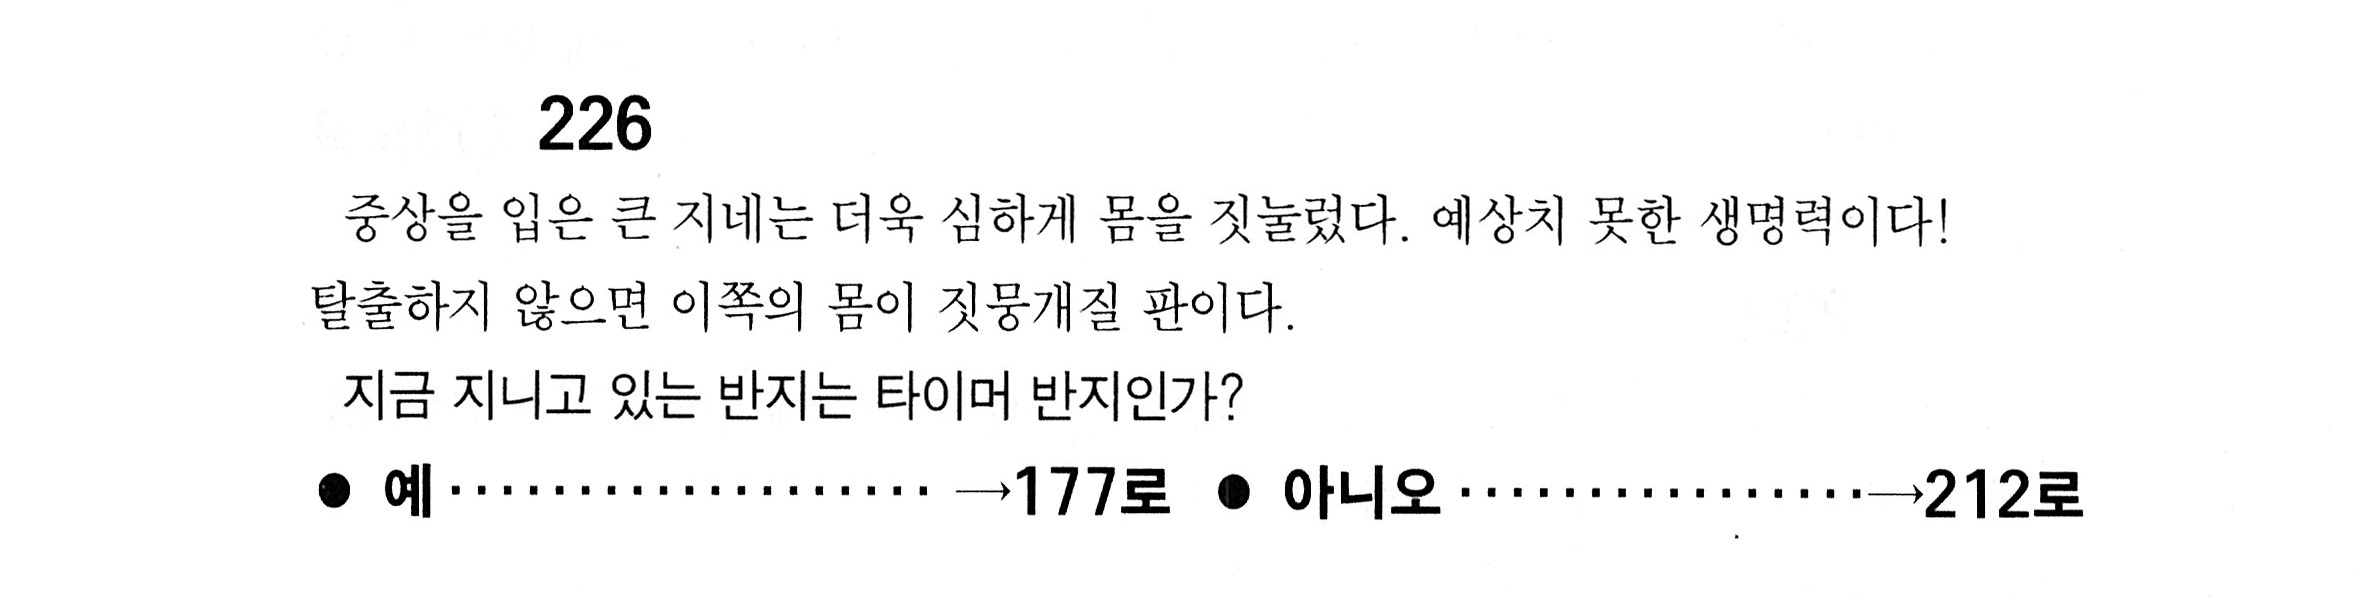 226
중상을 입은 큰 지네는 더욱 심하게 몸을 짓눌렀다. 예상치 못한 생명력이다!
탈출하지 않으면 이쪽의 몸이 짓뭉개질 판이다.
지금 지니고 있는 반지는 타이머 반지인가?
● 예··················· →177로 ● 아니오················→212로